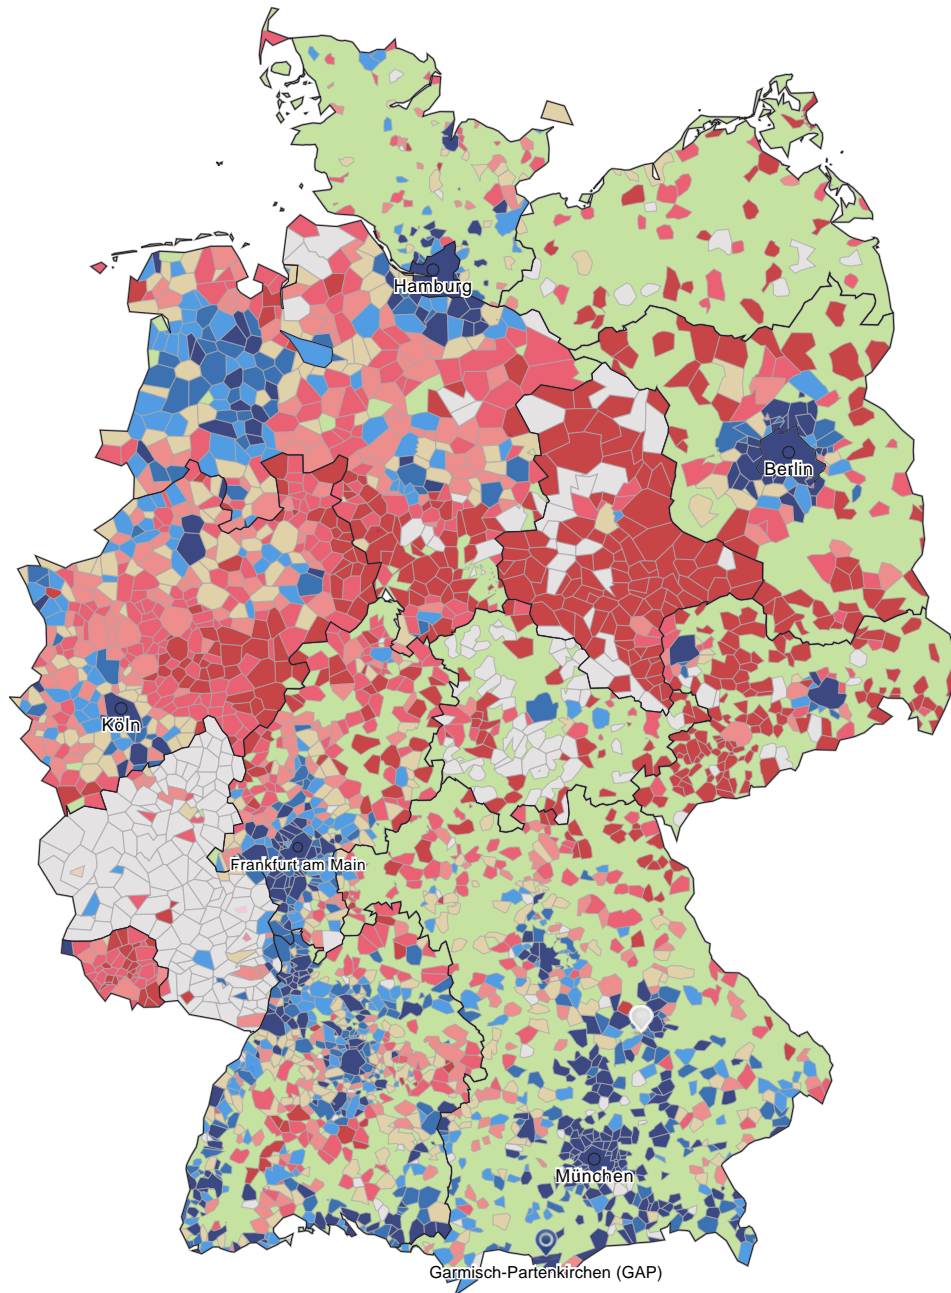 Hamburg
Berlin
Köln
Frankfurt am Main
München
Garmisch-Partenkirchen (GAP)